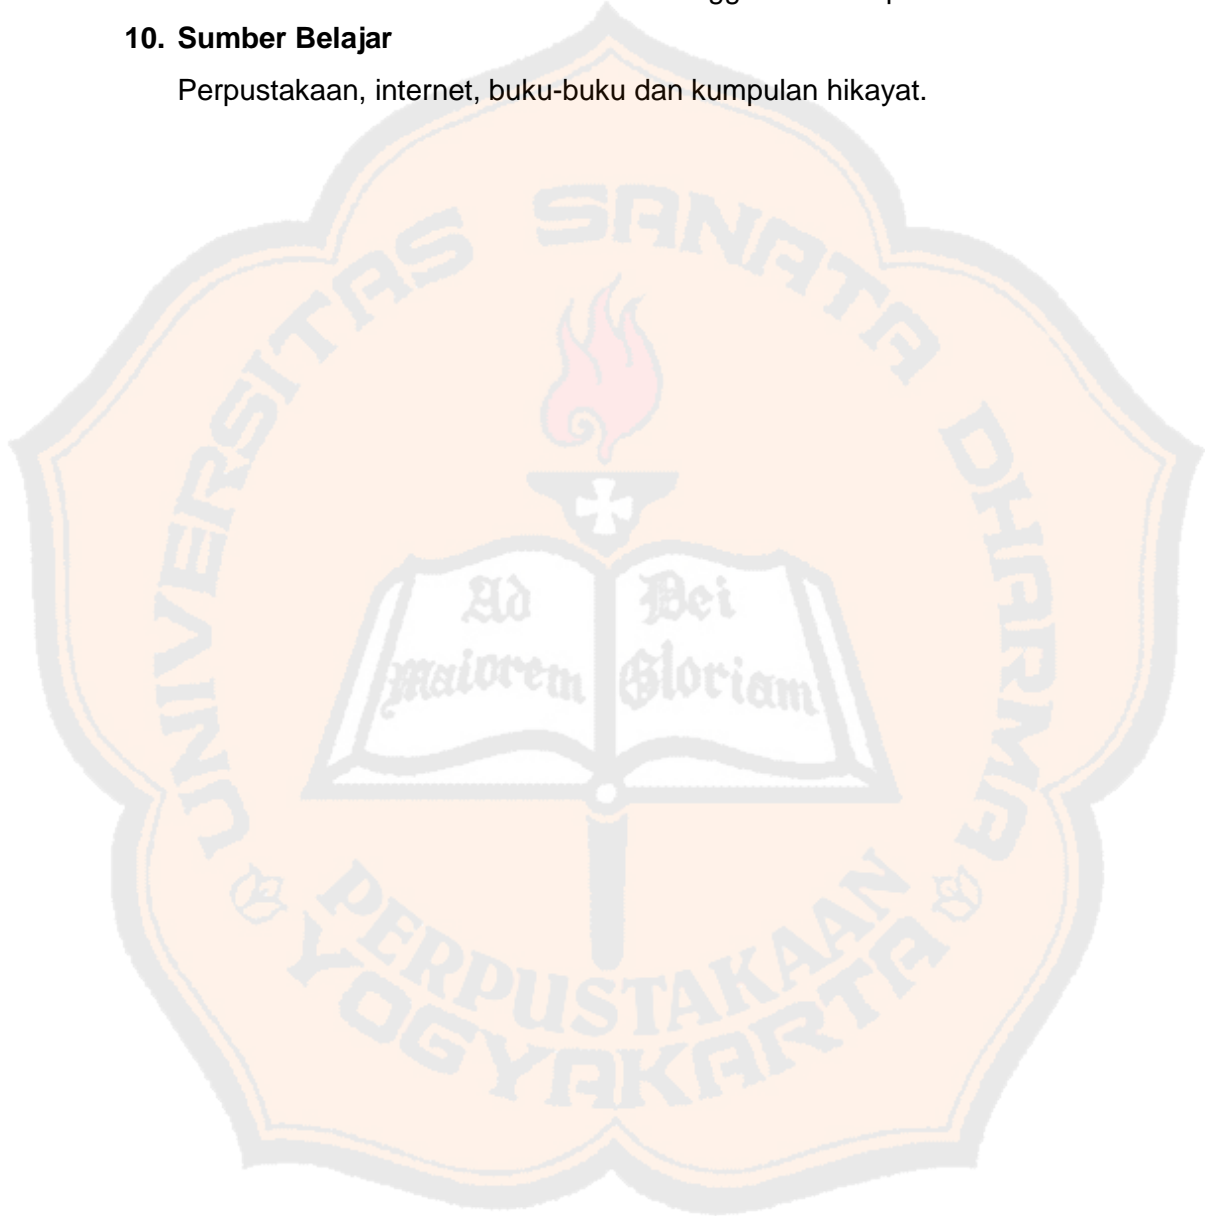 10. Sumber Belajar
Perpustakaan, internet, buku-buku dan kumpulan hikayat.
UNIVERSITAS SANATA DHARMA
Ad Dei
maiorem Gloriam
PERPUSTAKAAN
YOGYAKARTA